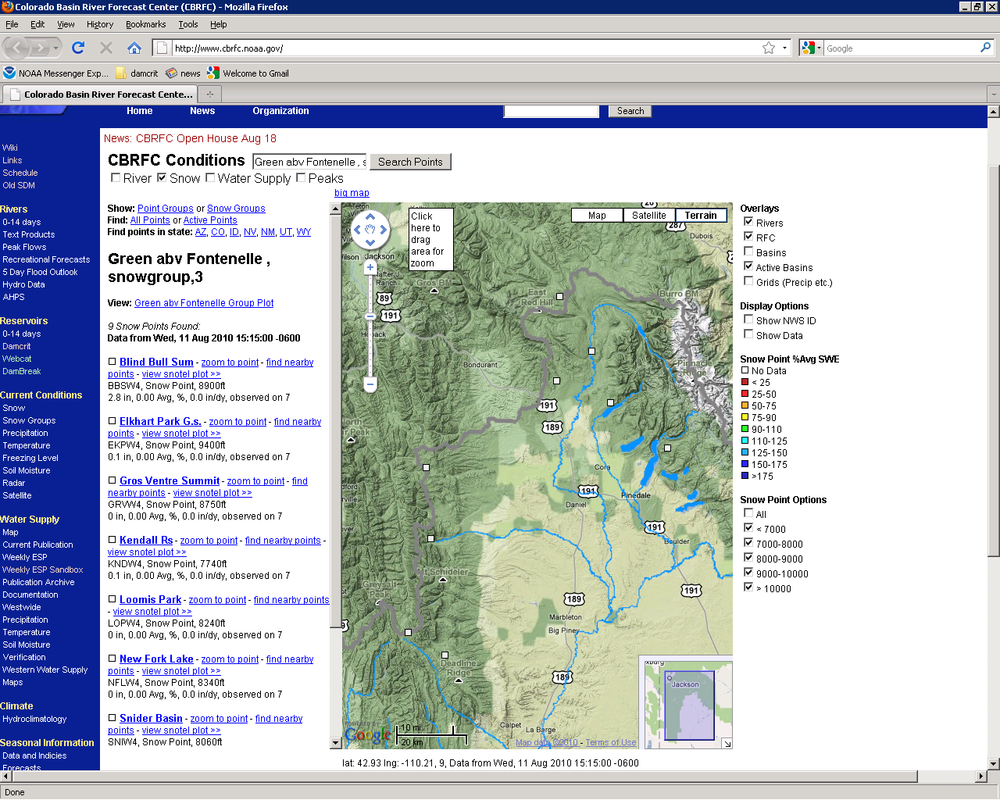 Colorado Basin River Forecast Center (CBRFC) - Mozilla Firefox
File Edit View History Bookmarks Tools Help
http://www.cbrfc.noaa.gov/
Google
NOAA Messenger Exp... damcrit news Welcome to Gmail
Colorado Basin River Forecast Cente...
Home News Organization Search
News: CBRFC Open House Aug 18
CBRFC Conditions Green abv Fontenelle , s Search Points
River Snow Water Supply Peaks
big map
Wiki
Links
Schedule
Old SDM
Rivers
0-14 days
Text Products
Peak Flows
Recreational Forecasts
5 Day Flood Outlook
Hydro Data
AHPS
Reservoirs
0-14 days
Damcrit
Webcat
DamBreak
Current Conditions
Snow
Snow Groups
Precipitation
Temperature
Freezing Level
Soil Moisture
Radar
Satellite
Water Supply
Map
Current Publication
Weekly ESP
Weekly ESP Sandbox
Publication Archive
Documentation
Westwide
Precipitation
Temperature
Soil Moisture
Verification
Western Water Supply
Maps
Climate
Hydroclimatology
Seasonal Information
Data and Indicies
Forecasts
Show: Point Groups or Snow Groups
Find: All Points or Active Points
Find points in state: AZ, CO, ID, NV, NM, UT, WY
Green abv Fontenelle ,
snowgroup,3
View: Green abv Fontenelle Group Plot
9 Snow Points Found:
Data from Wed, 11 Aug 2010 15:15:00 -0600
Blind Bull Sum - zoom to point - find nearby
points - view snotel plot >>
BBSW4, Snow Point, 8900ft
2.8 in, 0.00 Avg, %, 0.0 in/dy, observed on 7
Elkhart Park G.s. - zoom to point - find nearby
points - view snotel plot >>
EKPW4, Snow Point, 9400ft
0.1 in, 0.00 Avg, %, 0.0 in/dy, observed on 7
Gros Ventre Summit - zoom to point - find
nearby points - view snotel plot >>
GRVW4, Snow Point, 8750ft
0 in, 0.00 Avg, %, 0.0 in/dy, observed on 7
Kendall Rs - zoom to point - find nearby points -
view snotel plot >>
KNDW4, Snow Point, 7740ft
0.1 in, 0.00 Avg, %, 0.0 in/dy, observed on 7
Loomis Park - zoom to point - find nearby points
- view snotel plot >>
LOPW4, Snow Point, 8240ft
0 in, 0.00 Avg, %, 0.0 in/dy, observed on 7
New Fork Lake - zoom to point - find nearby
points - view snotel plot >>
NFLW4, Snow Point, 8340ft
0 in, 0.00 Avg, %, 0.0 in/dy, observed on 7
Snider Basin - zoom to point - find nearby
points - view snotel plot >>
SNIW4, Snow Point, 8060ft
Click
here to
drag
area for
zoom
Map Satellite Terrain
287
Dubois
Wilson Jackson
Ranch
Gros BM
89
191
East
Red Hill
Burro BM
Bondurant
Pinnacle
191
189
Cora
191
Pinedale
Daniel
191
Boulder
Mt Schideler
Greysalt
Peak
191
189
Marbleton
Big Piney
Deadline
Ridge
189
Calpet
La Barge
Jackson
POWERED BY
Google
10 mi
20 km
Map data ©2010 - Terms of Use
lat: 42.93 lng: -110.21, 9, Data from Wed, 11 Aug 2010 15:15:00 -0600
Overlays
Rivers
RFC
Basins
Active Basins
Grids (Precip etc.)
Display Options
Show NWS ID
Show Data
Snow Point %Avg SWE
No Data
< 25
25-50
50-75
75-90
90-110
110-125
125-150
150-175
>175
Snow Point Options
All
< 7000
7000-8000
8000-9000
9000-10000
> 10000
Done